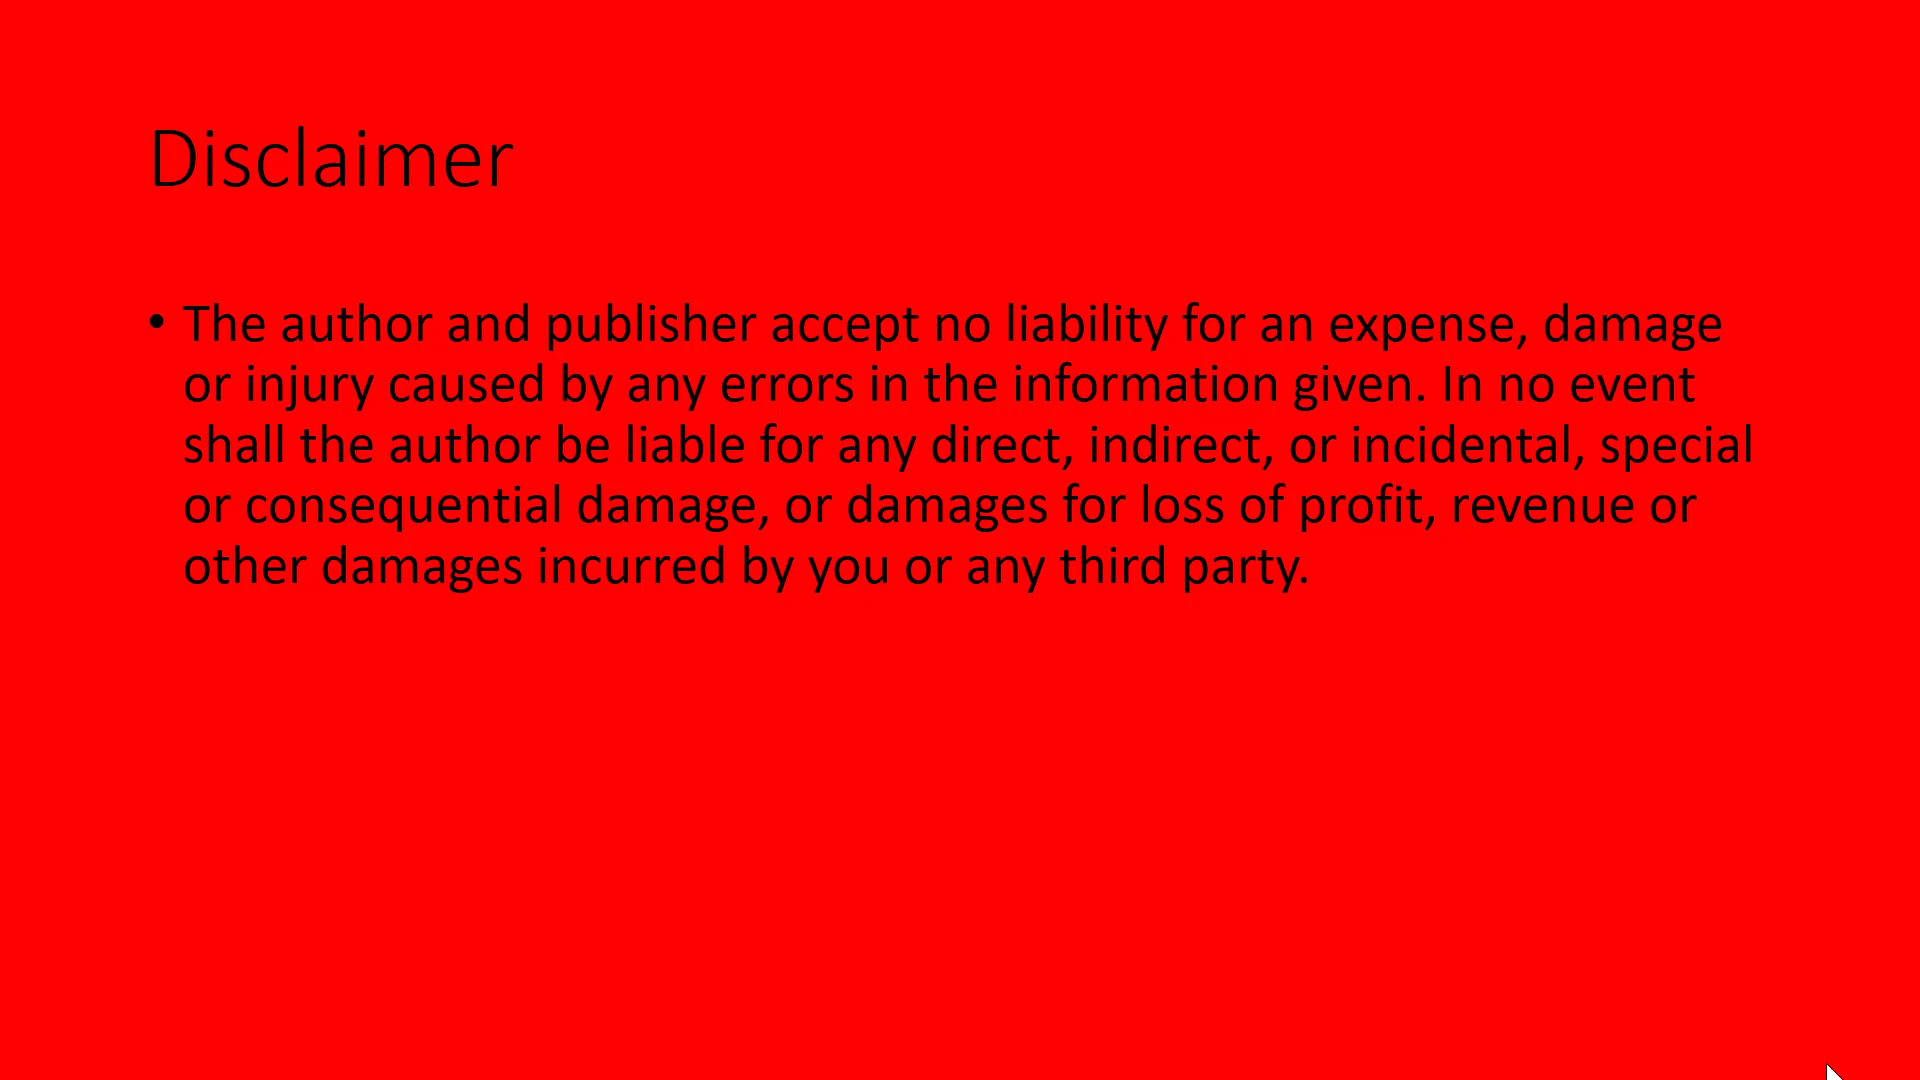 Disclaimer
• The author and publisher accept no liability for an expense, damage
or injury caused by any errors in the information given. In no event
shall the author be liable for any direct, indirect, or incidental, special
or consequential damage, or damages for loss of profit, revenue or
other damages incurred by you or any third party.